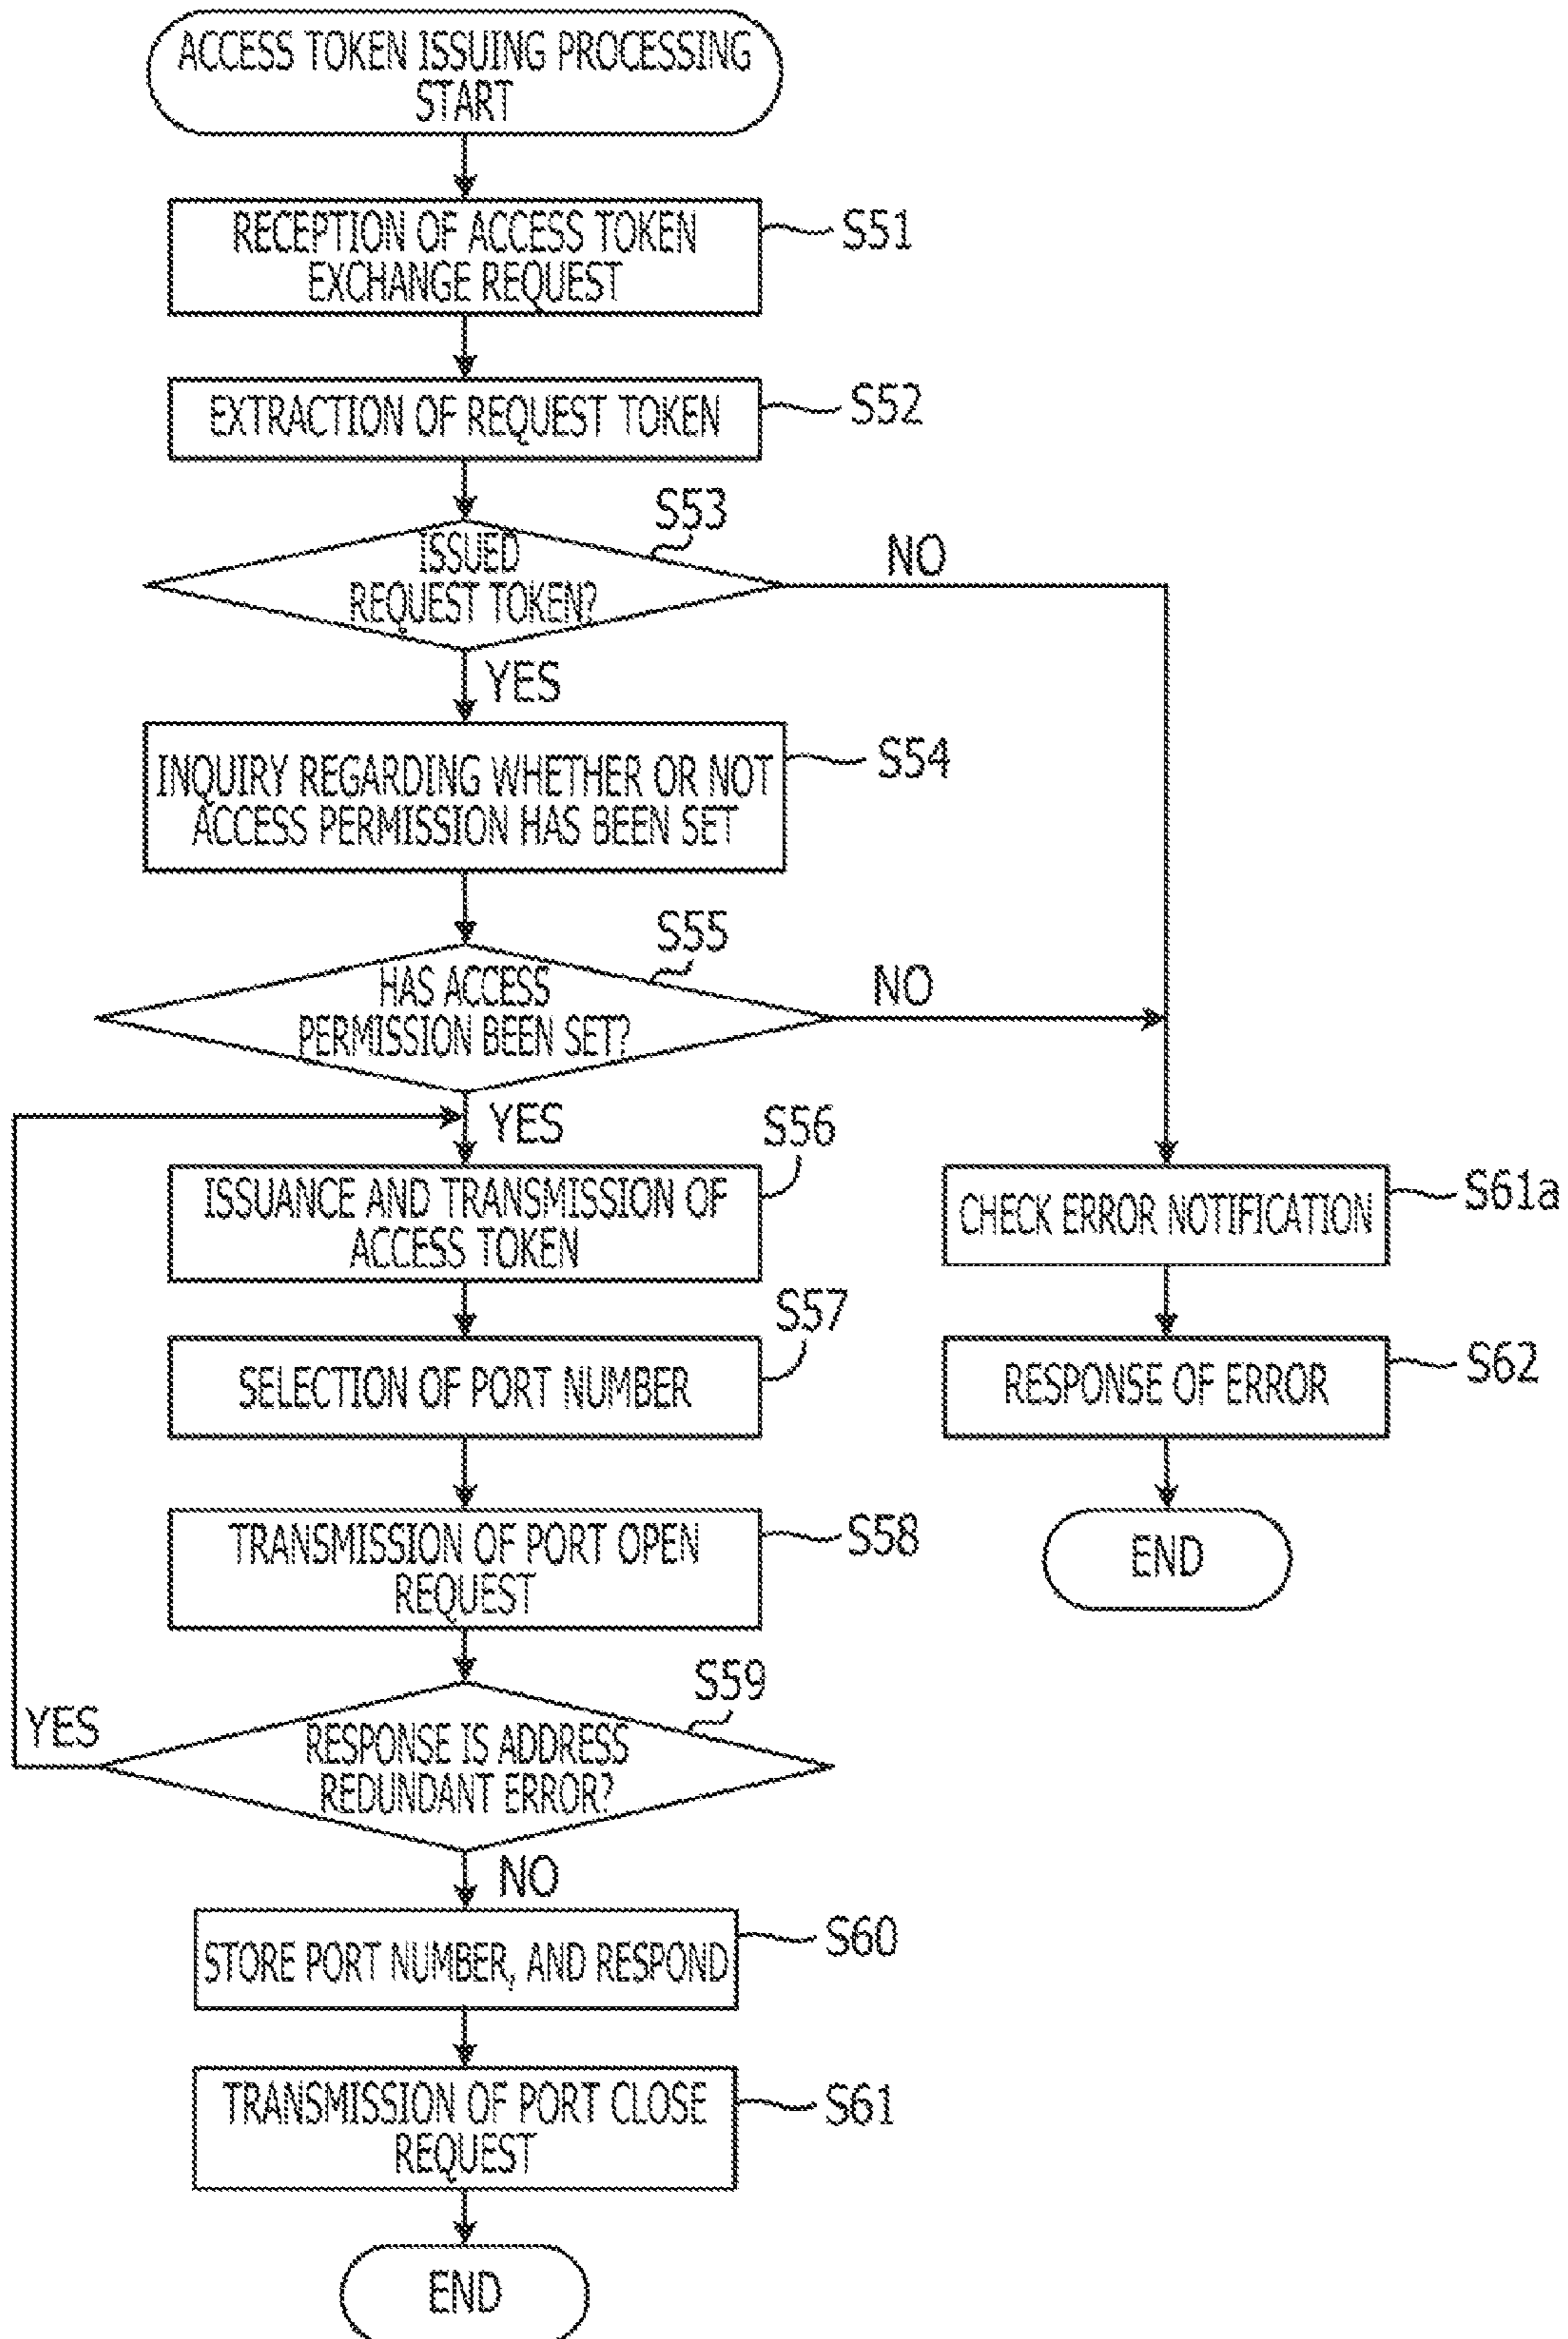 ACCESS TOKEN ISSUING PROCESSING
START
RECEPTION OF ACCESS TOKEN
EXCHANGE REQUEST
S51
EXTRACTION OF REQUEST TOKEN
S52
S53
ISSUED
REQUEST TOKEN?
NO
YES
INQUIRY REGARDING WHETHER OR NOT
ACCESS PERMISSION HAS BEEN SET
S54
S55
HAS ACCESS
PERMISSION BEEN SET?
NO
YES
S56
ISSUANCE AND TRANSMISSION OF
ACCESS TOKEN
CHECK ERROR NOTIFICATION
S61a
S57
SELECTION OF PORT NUMBER
RESPONSE OF ERROR
S62
TRANSMISSION OF PORT OPEN
REQUEST
S58
END
S59
YES
RESPONSE IS ADDRESS
REDUNDANT ERROR?
NO
STORE PORT NUMBER, AND RESPOND
S60
TRANSMISSION OF PORT CLOSE
REQUEST
S61
END